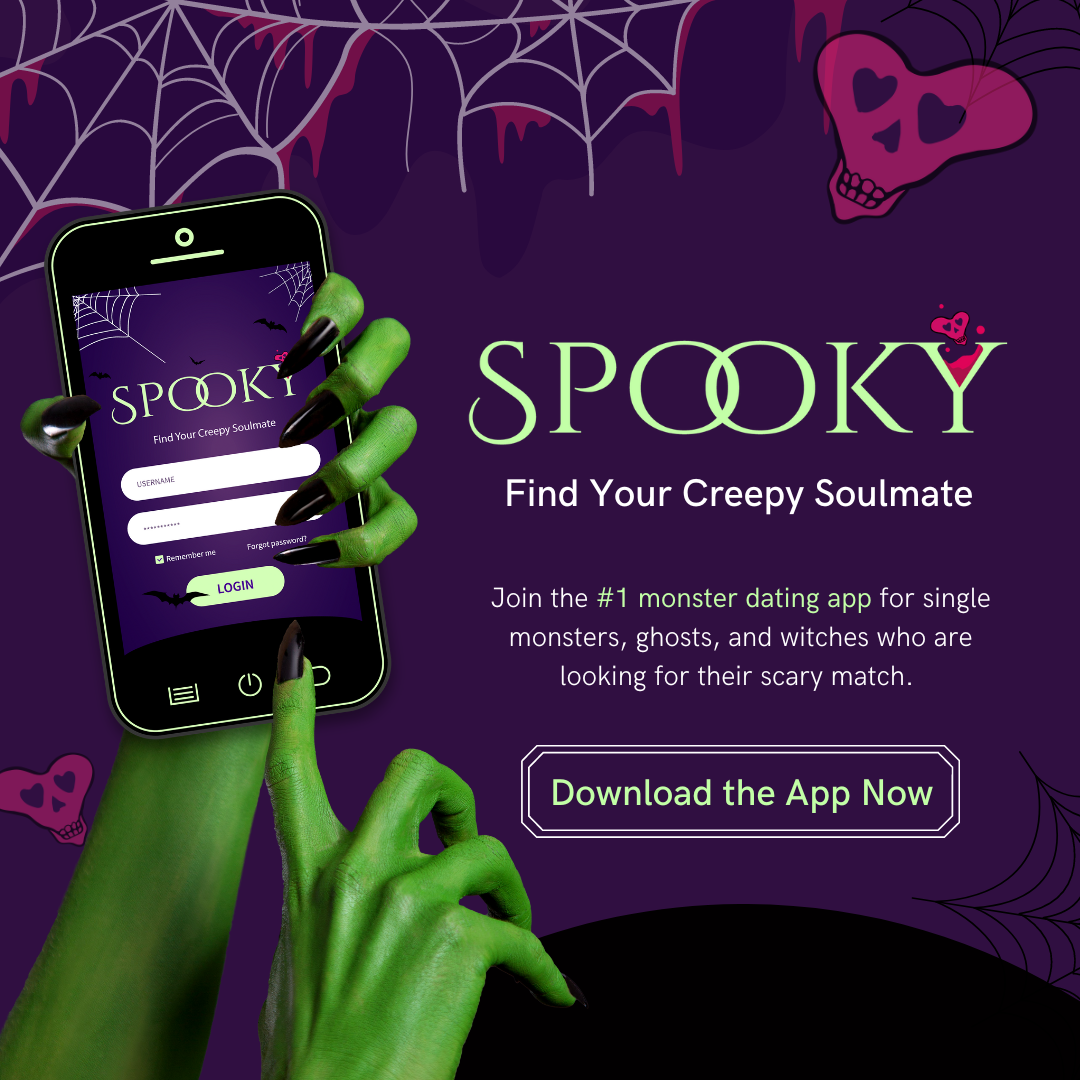 SPOOKY
Find Your Creepy Soulmate
USERNAME
***********
Remember me
Forgot password?
LOGIN
SPOOKY
Find Your Creepy Soulmate
Join the #1 monster dating app for single
monsters, ghosts, and witches who are
looking for their scary match.
Download the App Now